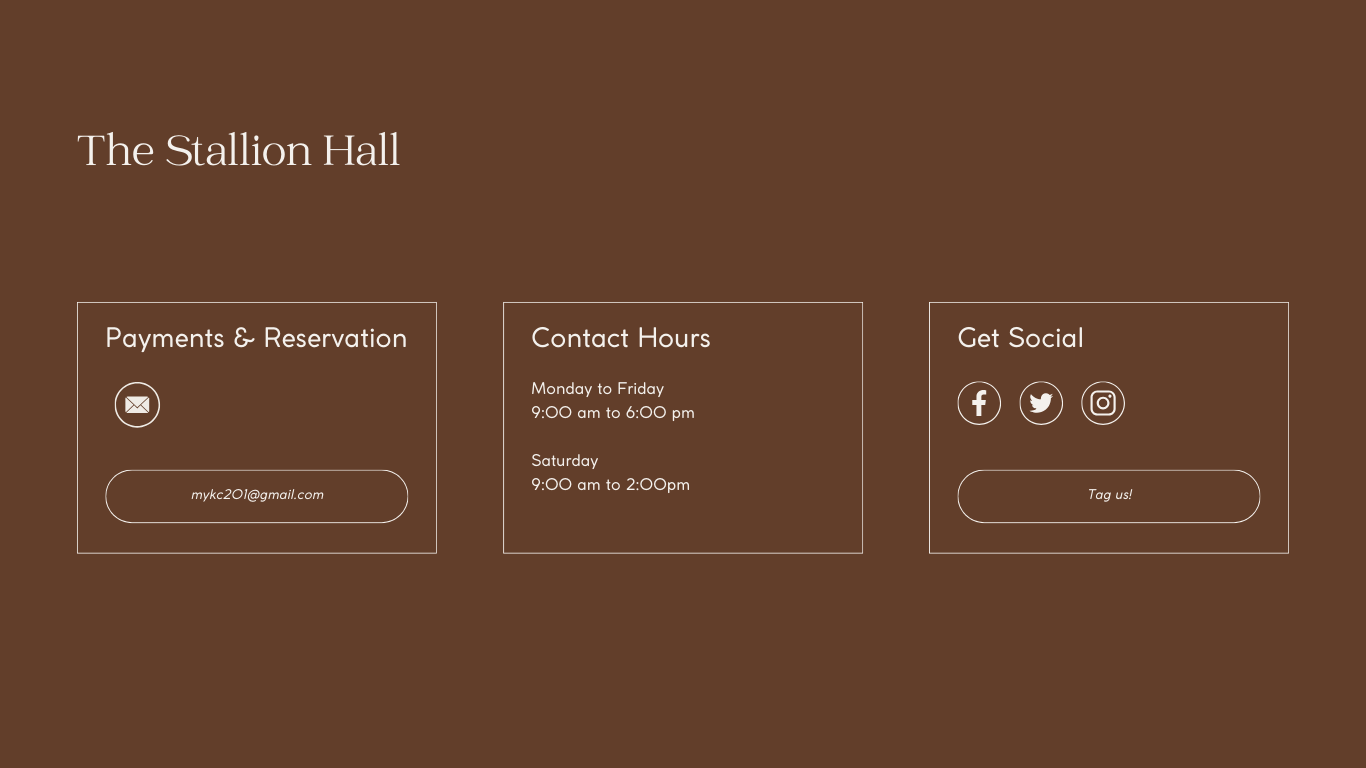 The Stallion Hall
Payments & Reservation
mykc201@gmail.com
Contact Hours
Monday to Friday
9:00 am to 6:00 pm
Saturday
9:00 am to 2:00pm
Get Social
Tag us!